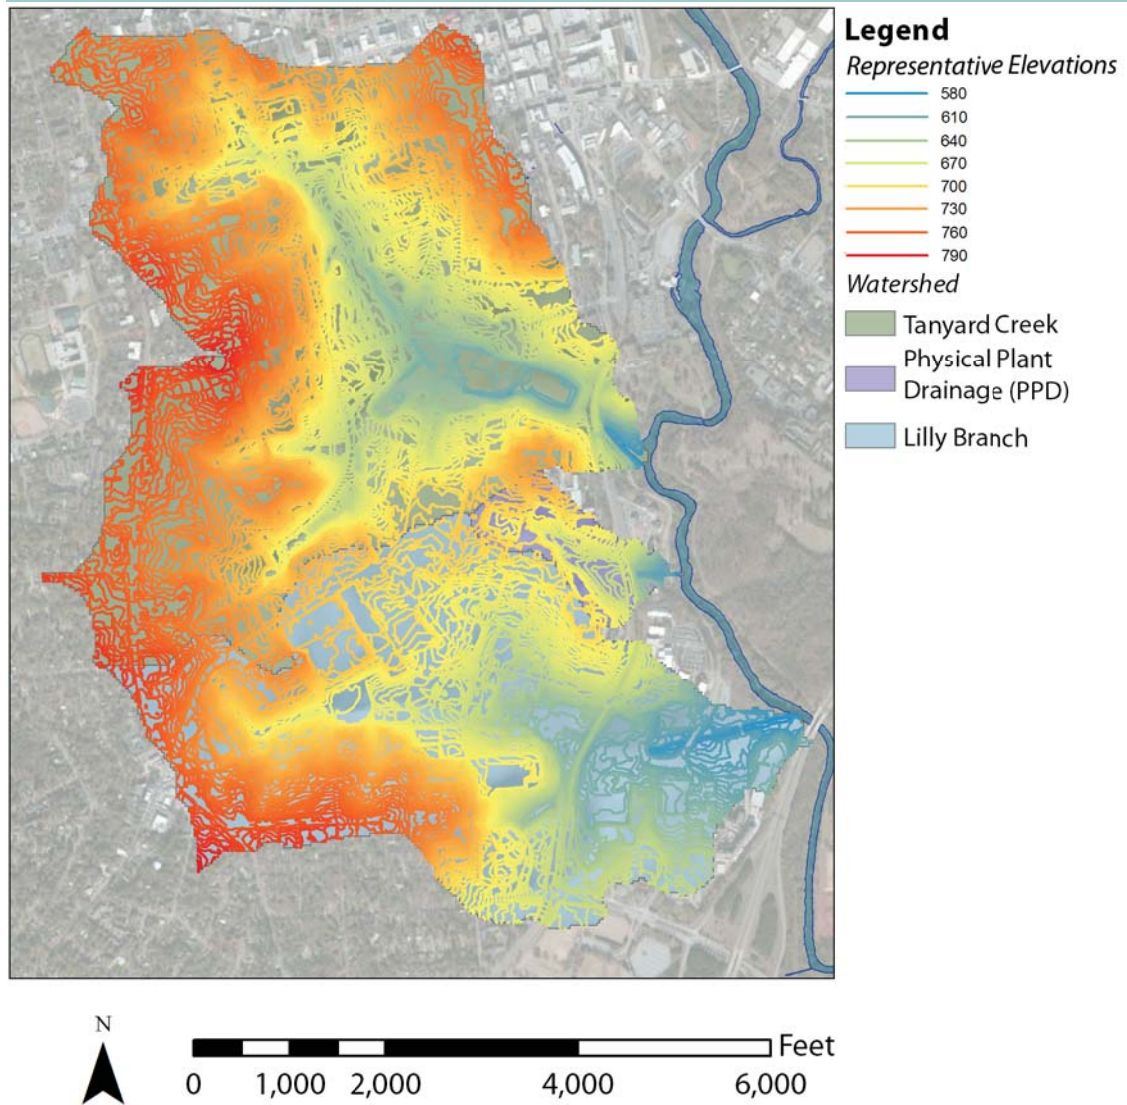 Legend
Representative Elevations
580
610
640
670
700
730
760
790
Watershed
Tanyard Creek
Physical Plant
Drainage (PPD)
Lilly Branch
N
Feet
0 1,000 2,000 4,000 6,000